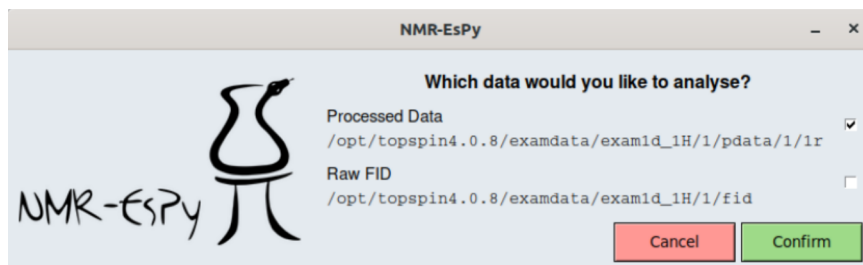 NMR-EsPy
Which data would you like to analyse?
Processed Data
/opt/topspin4.0.8/examdata/exam1d_1H/1/pdata/1/1r
Raw FID
/opt/topspin4.0.8/examdata/exam1d_1H/1/fid
NMR-EsPy
Cancel Confirm